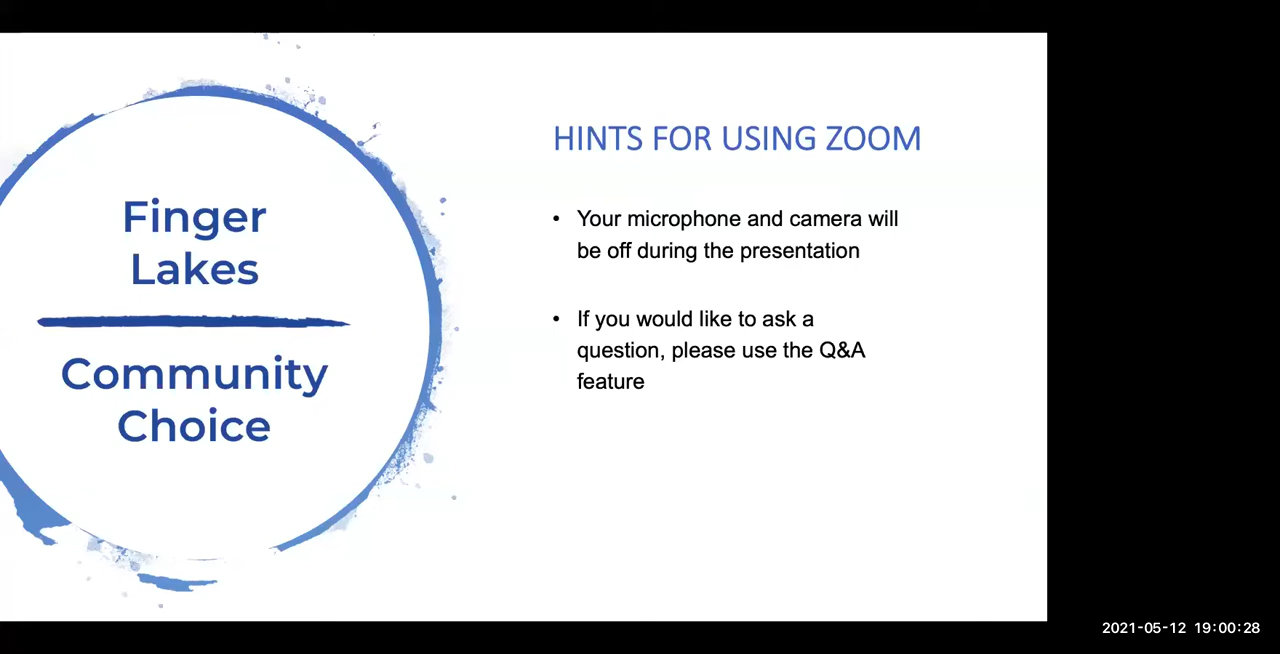 Finger
Lakes
Community
Choice
HINTS FOR USING ZOOM
• Your microphone and camera will
be off during the presentation
• If you would like to ask a
question, please use the Q&A
feature
2021-05-12 19:00:28